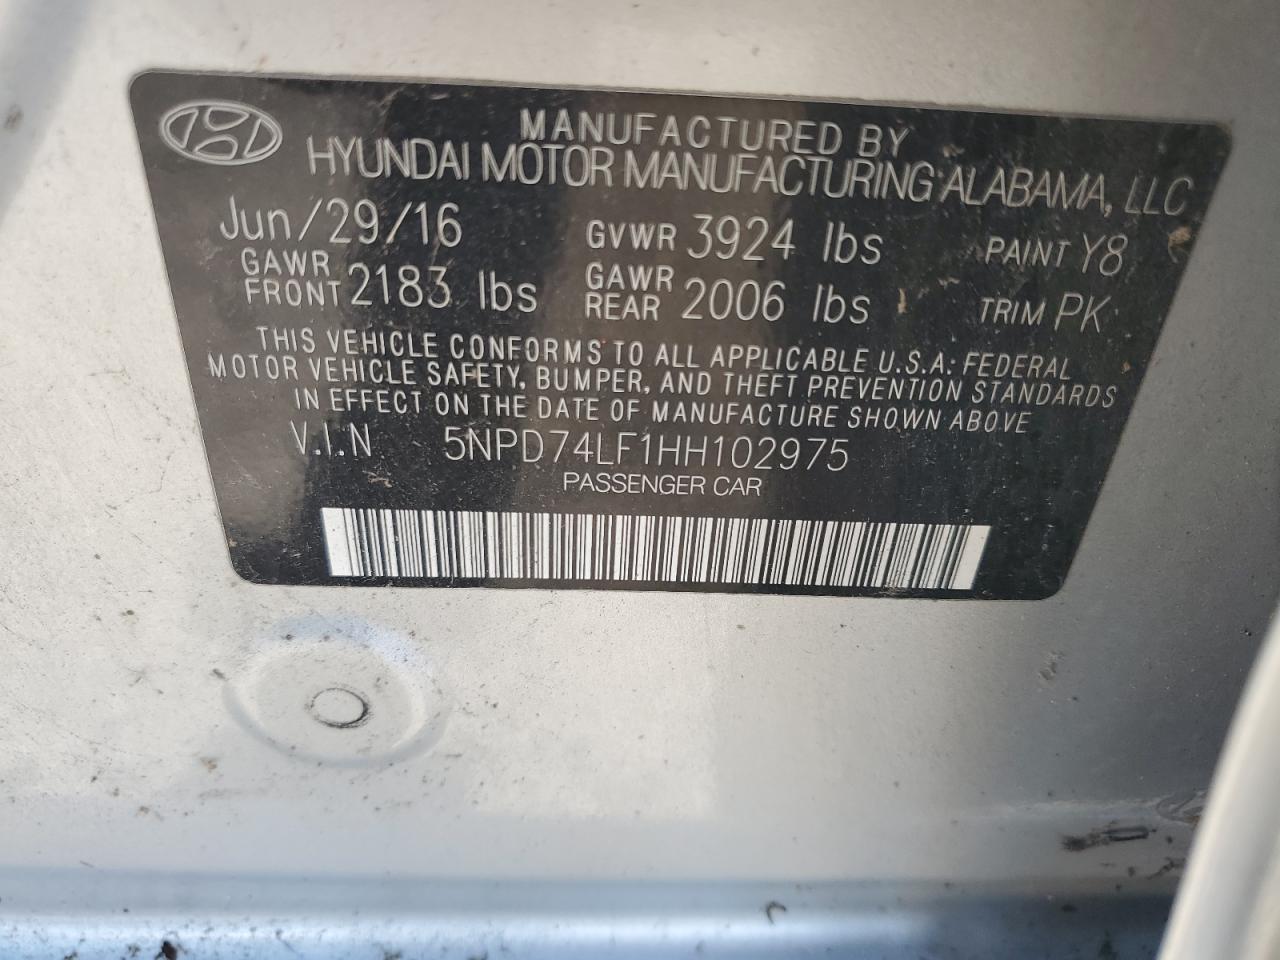 MANUFACTURED BY
HYUNDAI MOTOR MANUFACTURING ALABAMA, LLC
Jun/29/16 GVWR 3924 lbs PAINT Y8
GAWR FRONT 2183 lbs GAWR REAR 2006 lbs TRIM PK
THIS VEHICLE CONFORMS TO ALL APPLICABLE U.S.A. FEDERAL
MOTOR VEHICLE SAFETY, BUMPER, AND THEFT PREVENTION STANDARDS
IN EFFECT ON THE DATE OF MANUFACTURE SHOWN ABOVE
V.I.N 5NPD74LF1HH102975
PASSENGER CAR